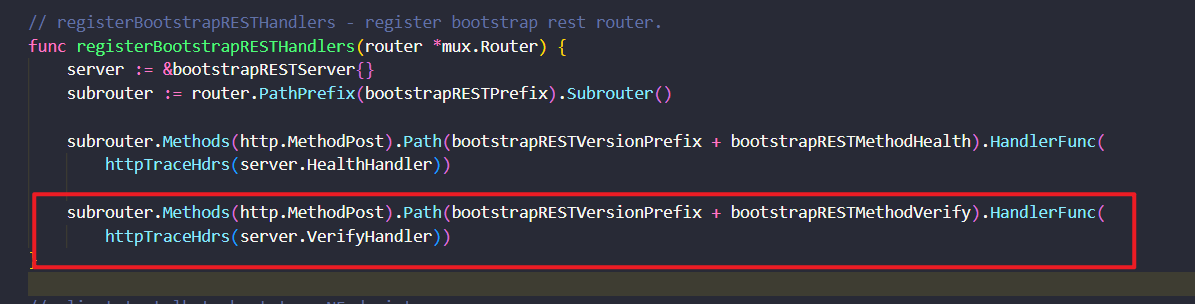 // registerBootstrapRESTHandlers - register bootstrap rest router.
func registerBootstrapRESTHandlers(router *mux.Router) {
server := &bootstrapRESTServer{}
subrouter := router.PathPrefix(bootstrapRESTPrefix).Subrouter()
subrouter.Methods(http.MethodPost).Path(bootstrapRESTVersionPrefix + bootstrapRESTMethodHealth).HandlerFunc(
httpTraceHdrs(server.HealthHandler))
subrouter.Methods(http.MethodPost).Path(bootstrapRESTVersionPrefix + bootstrapRESTMethodVerify).HandlerFunc(
httpTraceHdrs(server.VerifyHandler))
}